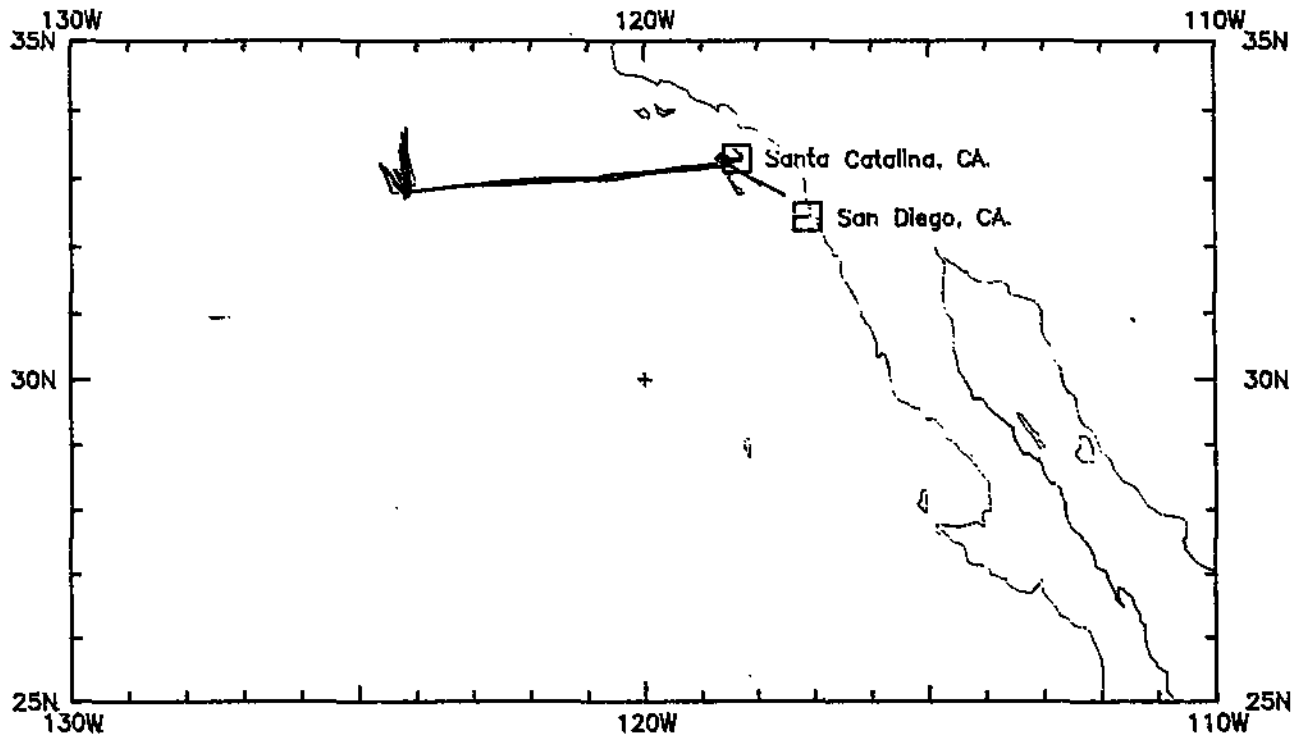 130W 120W 110W
35N 35N
Santa Catalina, CA.
San Diego, CA.
30N 30N
25N 25N
130W 120W 110W